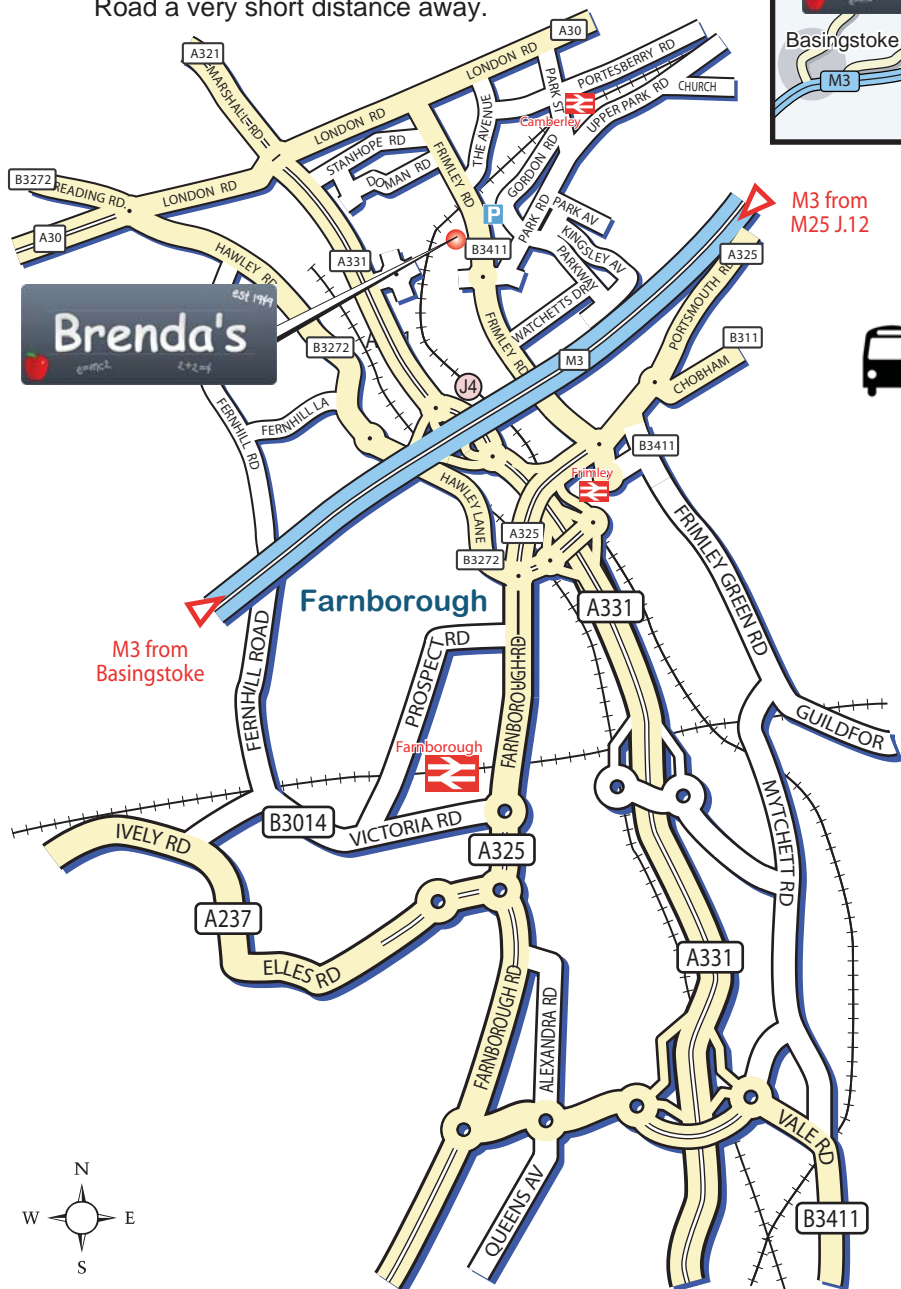 Road a very short distance away.
Basingstoke
M3
A321
MARSHALL RD
A30
LONDON RD
PORTESBERRY RD
PARK ST
Camberley
UPPER PARK RD
CHURCH
LONDON RD
THE AVENUE
STANHOPE RD
DOMAN RD
FRIMLEY RD
GORDON RD
B3272
READING RD
LONDON RD
A30
P
PARK RD
PARK AV
M3 from
M25 J.12
HAWLEY RD
A331
B3411
KINGSLEY AV
PARKWAY
A325
est 1949
Brenda's
e=mc2
2+2=4
B3272
WATCHETTS DR
FRIMLEY RD
PORTSMOUTH RD
B311
M3
CHOBHAM
J4
FERNHILL RD
FERNHILL LA
B3411
Frimley
HAWLEY LANE
A325
B3272
FRIMLEY GREEN RD
Farnborough
A331
M3 from
Basingstoke
FERNHILL ROAD
PROSPECT RD
FARNBOROUGH RD
GUILDFOR
Farnborough
MYTCHETT RD
IVELY RD
B3014
VICTORIA RD
A325
A237
ELLES RD
A331
FARNBOROUGH RD
ALEXANDRA RD
VALE RD
QUEENS AV
B3411
N
W
E
S